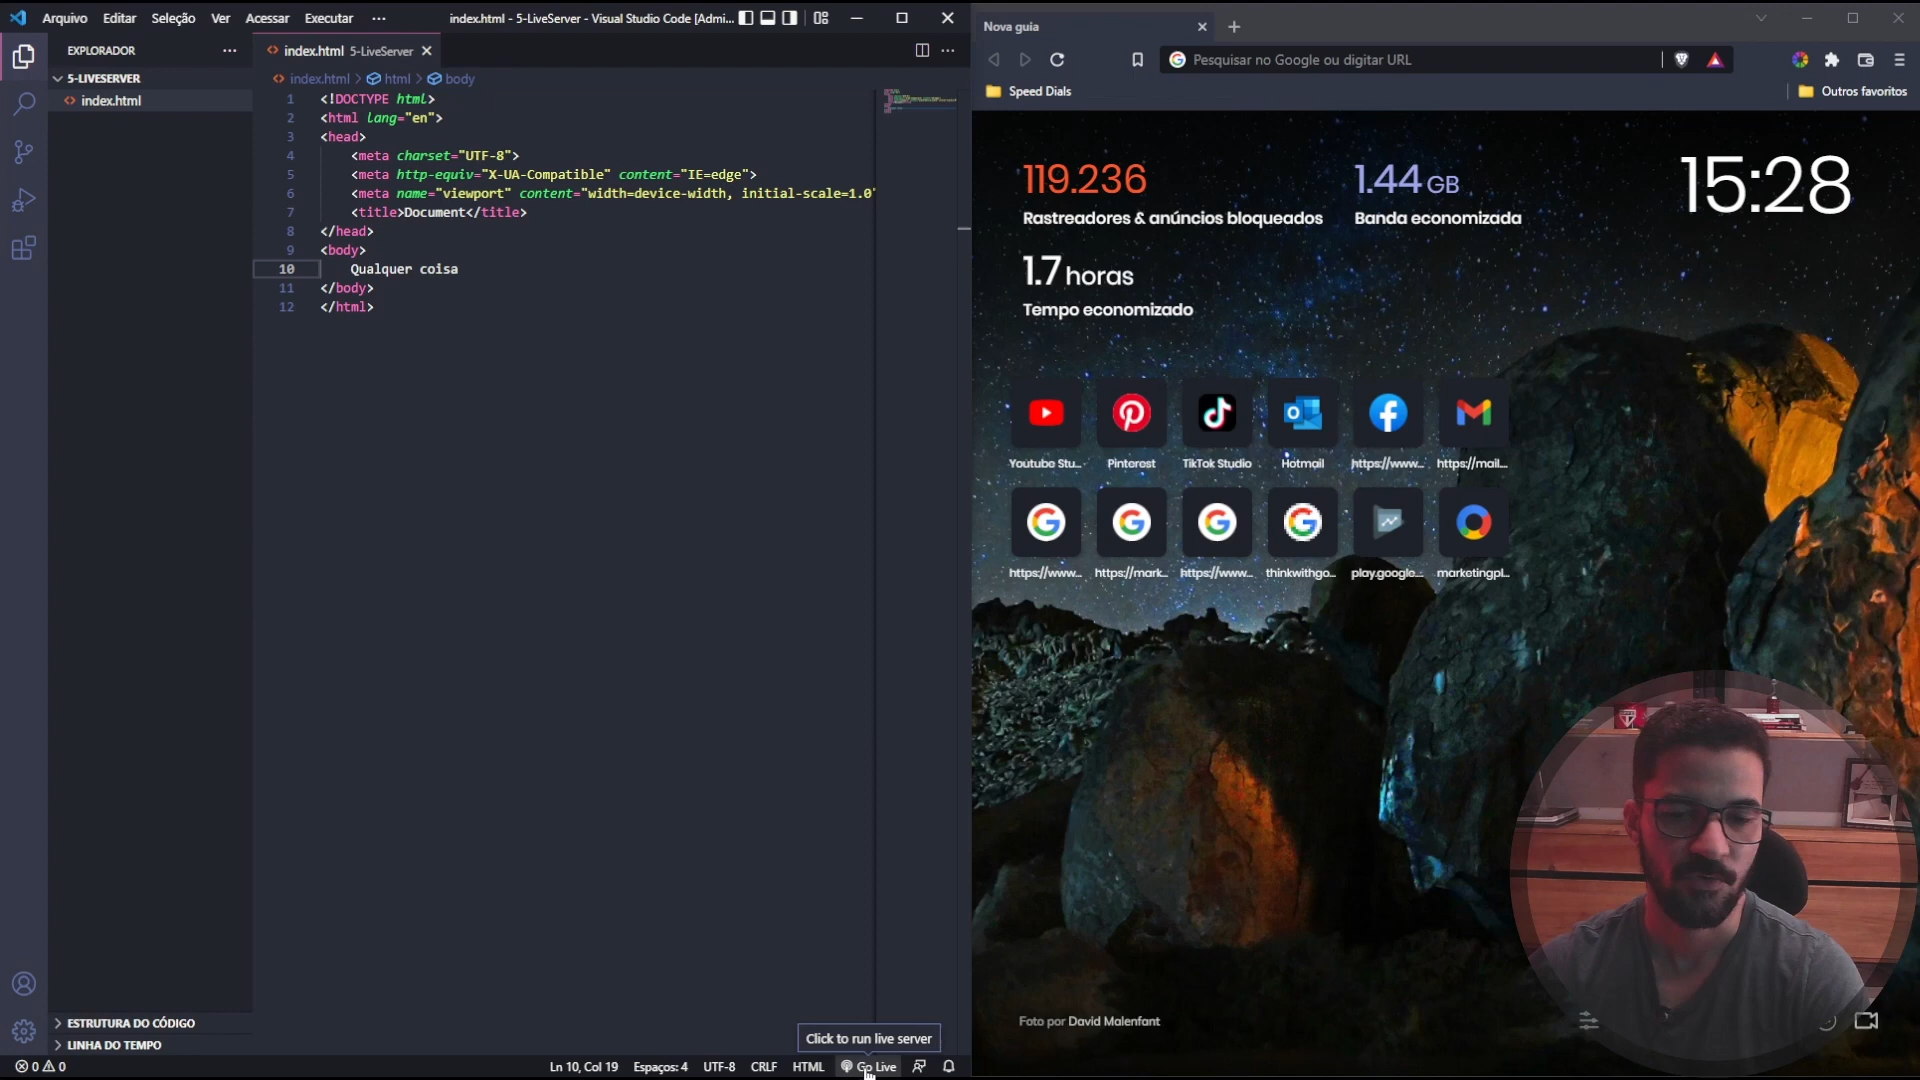 Arquivo Editar Seleção Ver Acessar Executar ··· index.html - 5-LiveServer - Visual Studio Code [Admi...
EXPLORADOR ···
5-LIVESERVER
index.html
index.html 5-LiveServer
index.html > html > body
1 <!DOCTYPE html>
2 <html lang="en">
3 <head>
4 <meta charset="UTF-8">
5 <meta http-equiv="X-UA-Compatible" content="IE=edge">
6 <meta name="viewport" content="width=device-width, initial-scale=1.0"
7 <title>Document</title>
8 </head>
9 <body>
10 Qualquer coisa
11 </body>
12 </html>
ESTRUTURA DO CÓDIGO
LINHA DO TEMPO
Click to run live server
0 0 Ln 10, Col 19 Espaços: 4 UTF-8 CRLF HTML Go Live
Nova guia
Pesquisar no Google ou digitar URL
Speed Dials Outros favoritos
119.236 1.44 GB 15:28
Rastreadores & anúncios bloqueados Banda economizada
1.7 horas
Tempo economizado
Youtube Stu... Pinterest TikTok Studio Hotmail https://www... https://mail....
https://www... https://mark... https://www... thinkwithgo... play.google.... marketingpl...
Foto por David Malenfant